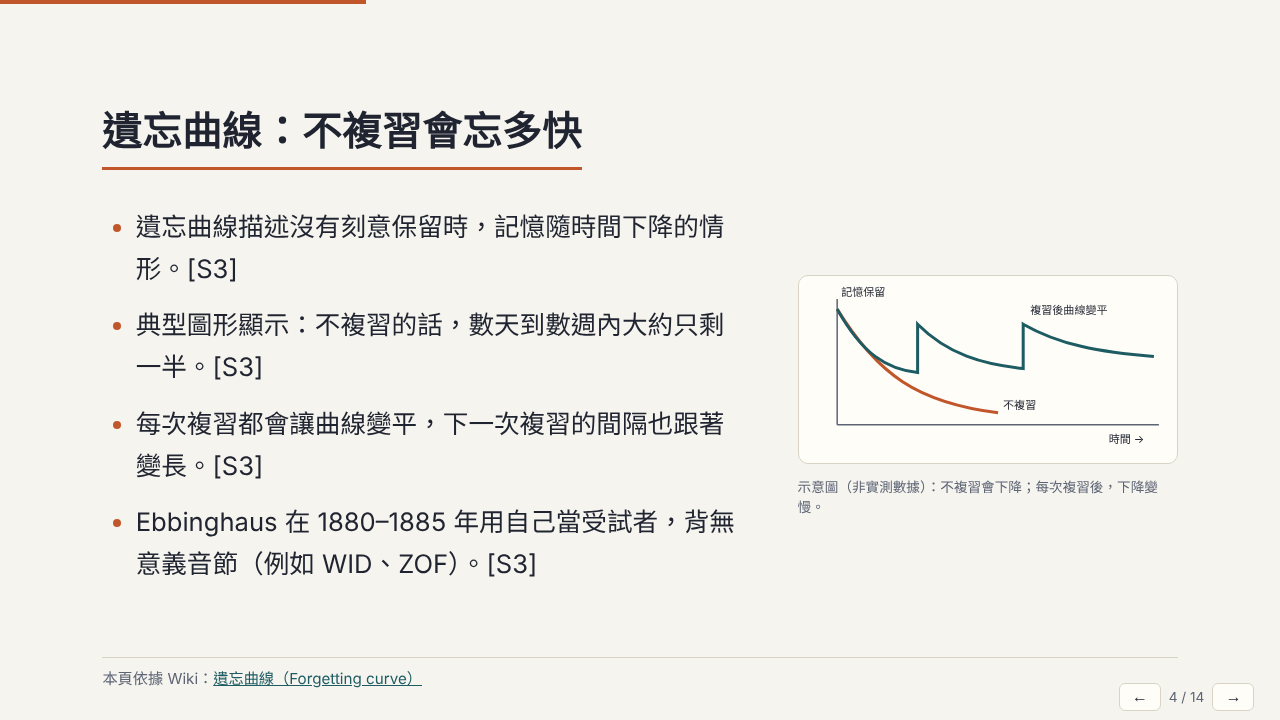 遺忘曲線：不複習會忘多快
遺忘曲線描述沒有刻意保留時，記憶隨時間下降的情
形。[S3]
典型圖形顯示：不複習的話，數天到數週內大約只剩
一半。[S3]
每次複習都會讓曲線變平，下一次複習的間隔也跟著
變長。[S3]
Ebbinghaus 在 1880–1885 年用自己當受試者，背無
意義音節（例如 WID、ZOF）。[S3]
記憶保留
複習後曲線變平
不複習
時間 →
示意圖（非實測數據）：不複習會下降；每次複習後，下降變
慢。
本頁依據 Wiki：遺忘曲線（Forgetting curve）
← 4 / 14 →